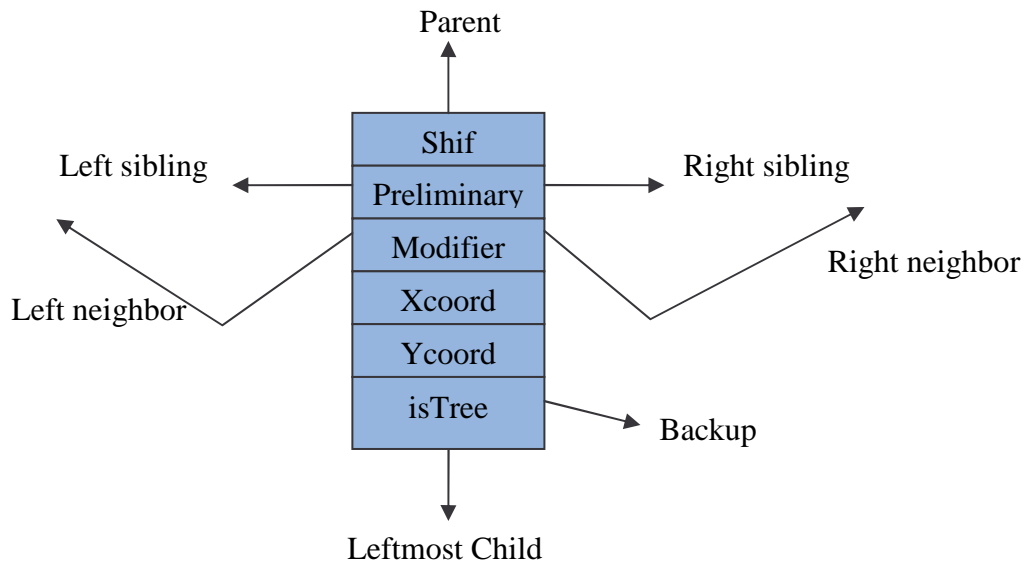 Parent
Shif
Left sibling
Right sibling
Preliminary
Modifier
Right neighbor
Left neighbor
Xcoord
Ycoord
isTree
Backup
Leftmost Child